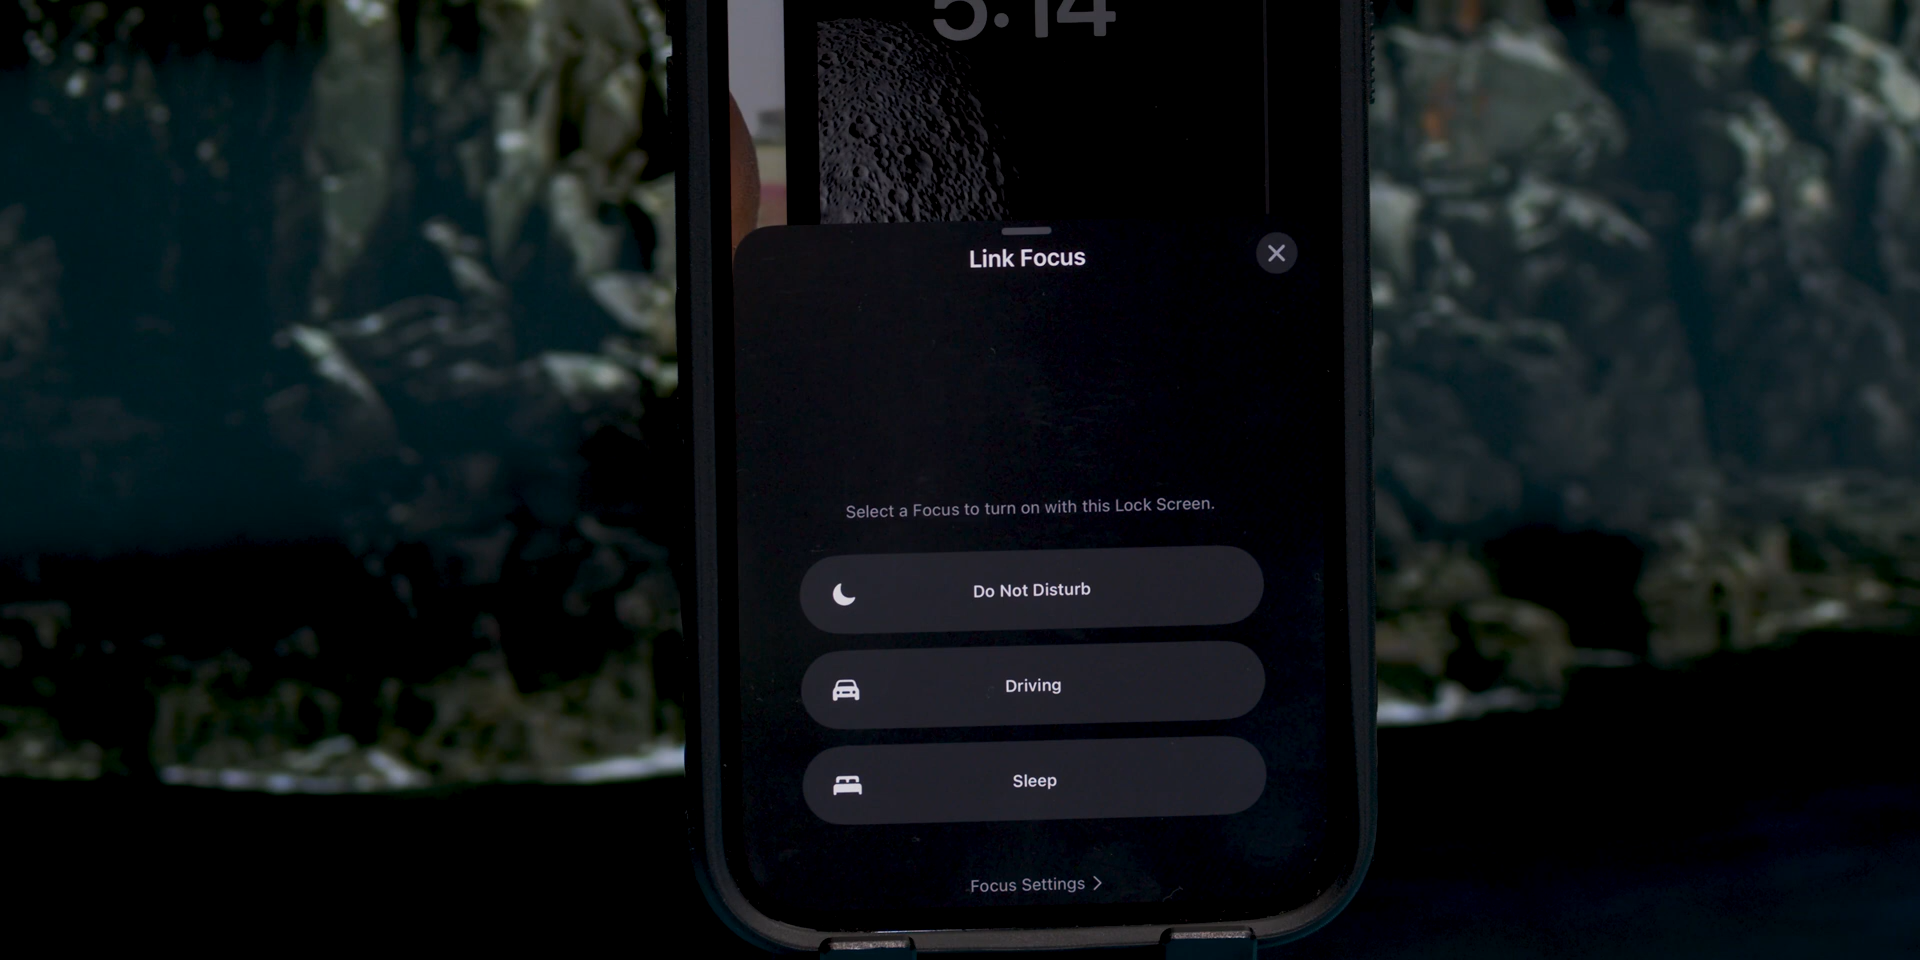 5:14
Link Focus
Select a Focus to turn on with this Lock Screen.
Do Not Disturb
Driving
Sleep
Focus Settings